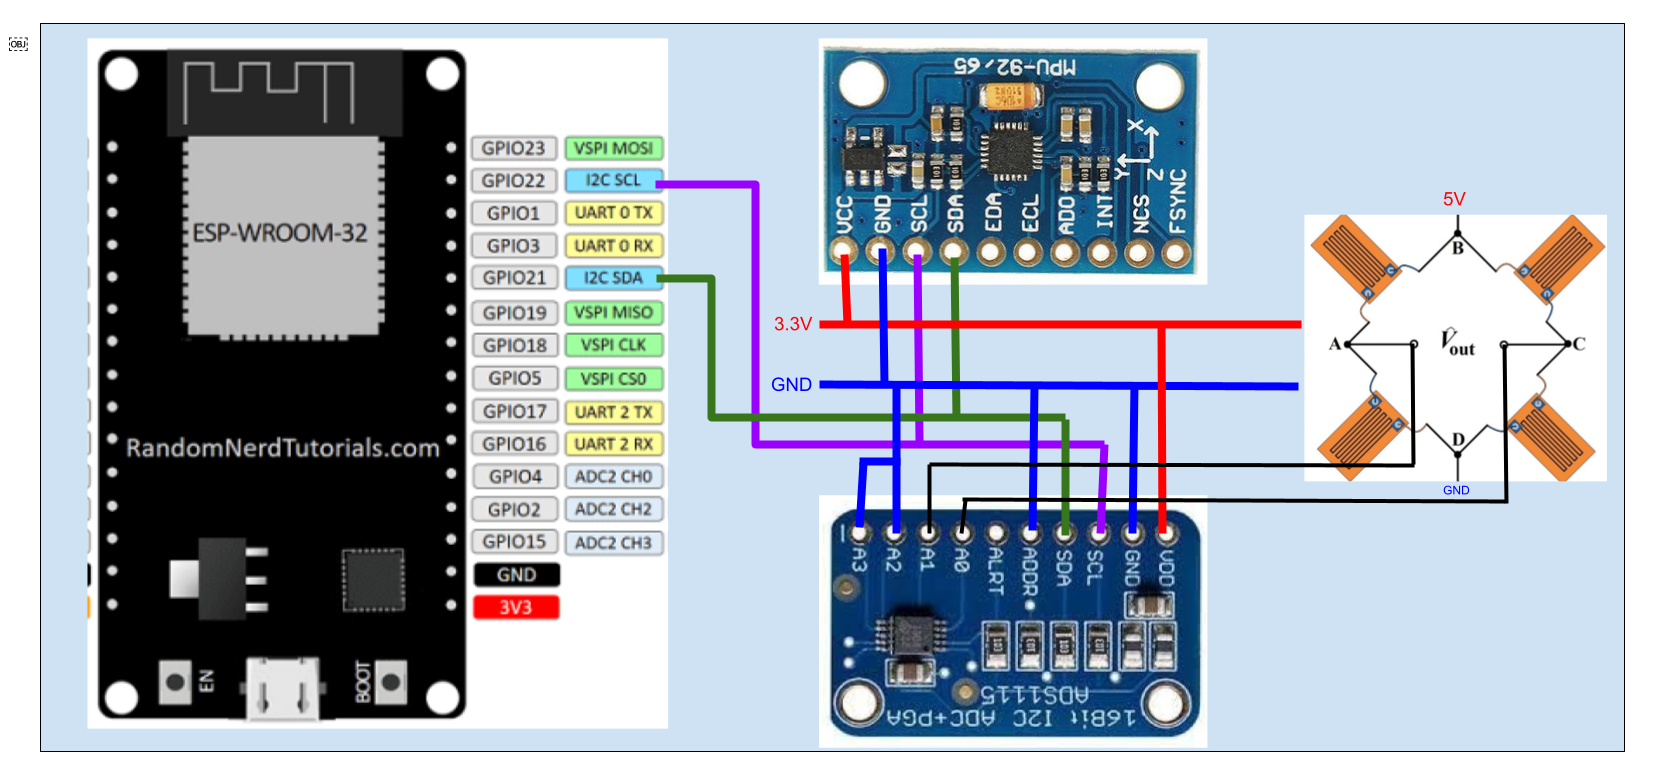 OBJ
ESP-WROOM-32
RandomNerdTutorials.com
EN
BOOT
GPIO23 VSPI MOSI
GPIO22 I2C SCL
GPIO1 UART 0 TX
GPIO3 UART 0 RX
GPIO21 I2C SDA
GPIO19 VSPI MISO
GPIO18 VSPI CLK
GPIO5 VSPI CS0
GPIO17 UART 2 TX
GPIO16 UART 2 RX
GPIO4 ADC2 CH0
GPIO2 ADC2 CH2
GPIO15 ADC2 CH3
GND
3V3
MPU-92/65
X
Y
Z
VCC GND SCL SDA EDA ECL ADO INT NCS FSYNC
3.3V
GND
5V
B
A
Vout
C
D
GND
A3 A2 A1 A0 ALRT ADDR SDA SCL GND VDD
ADS1115
16Bit I2C ADC+PGA